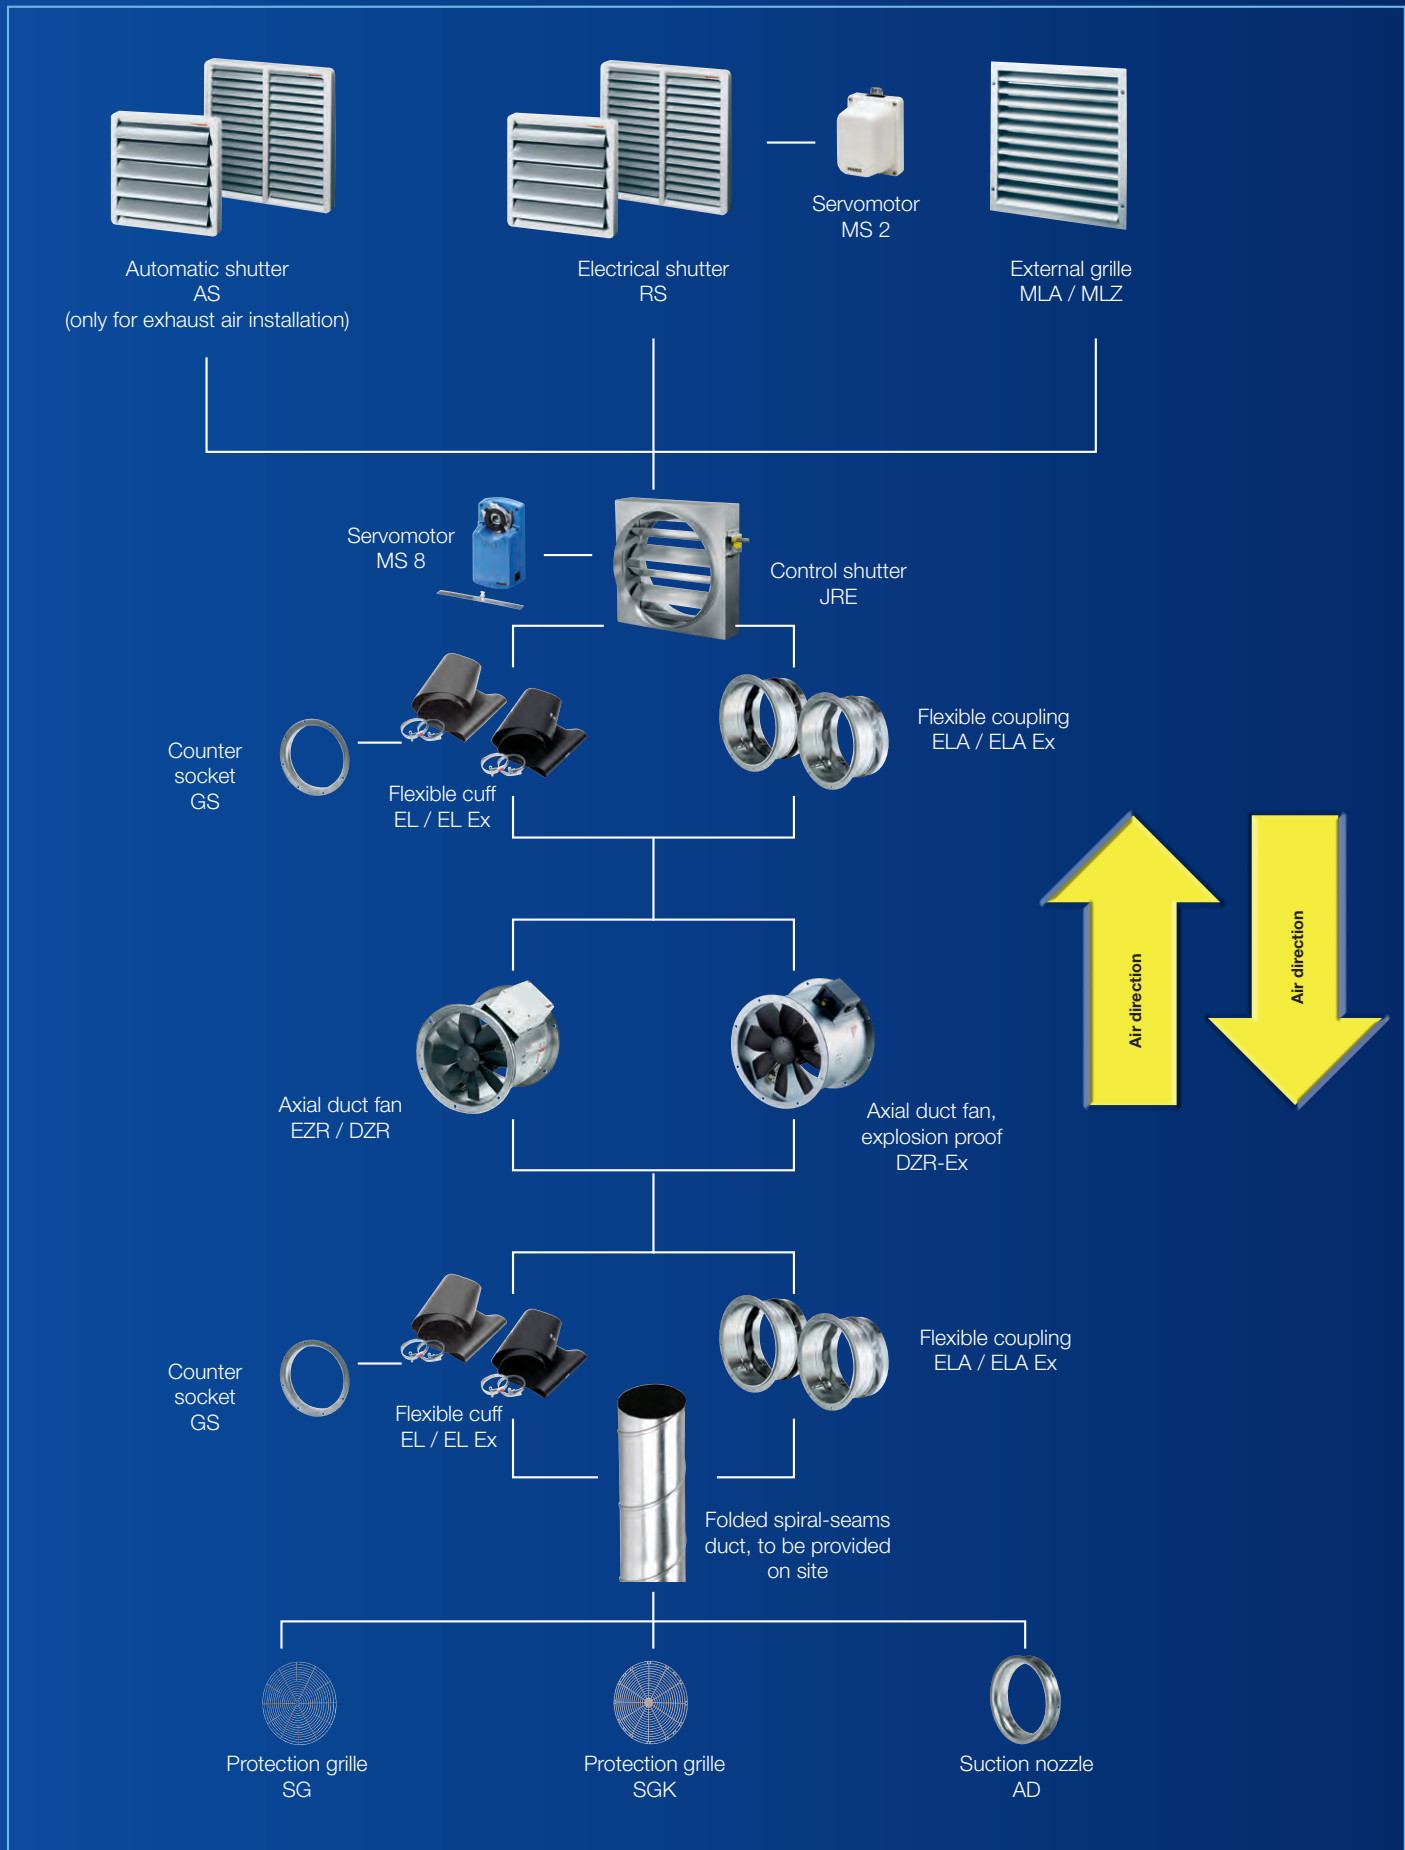 Servomotor
MS 2
Automatic shutter
AS
(only for exhaust air installation)
Electrical shutter
RS
External grille
MLA / MLZ
Servomotor
MS 8
Control shutter
JRE
Counter
socket
GS
Flexible cuff
EL / EL Ex
Flexible coupling
ELA / ELA Ex
Air direction
Air direction
Axial duct fan
EZR / DZR
Axial duct fan,
explosion proof
DZR-Ex
Counter
socket
GS
Flexible cuff
EL / EL Ex
Flexible coupling
ELA / ELA Ex
Folded spiral-seams
duct, to be provided
on site
Protection grille
SG
Protection grille
SGK
Suction nozzle
AD